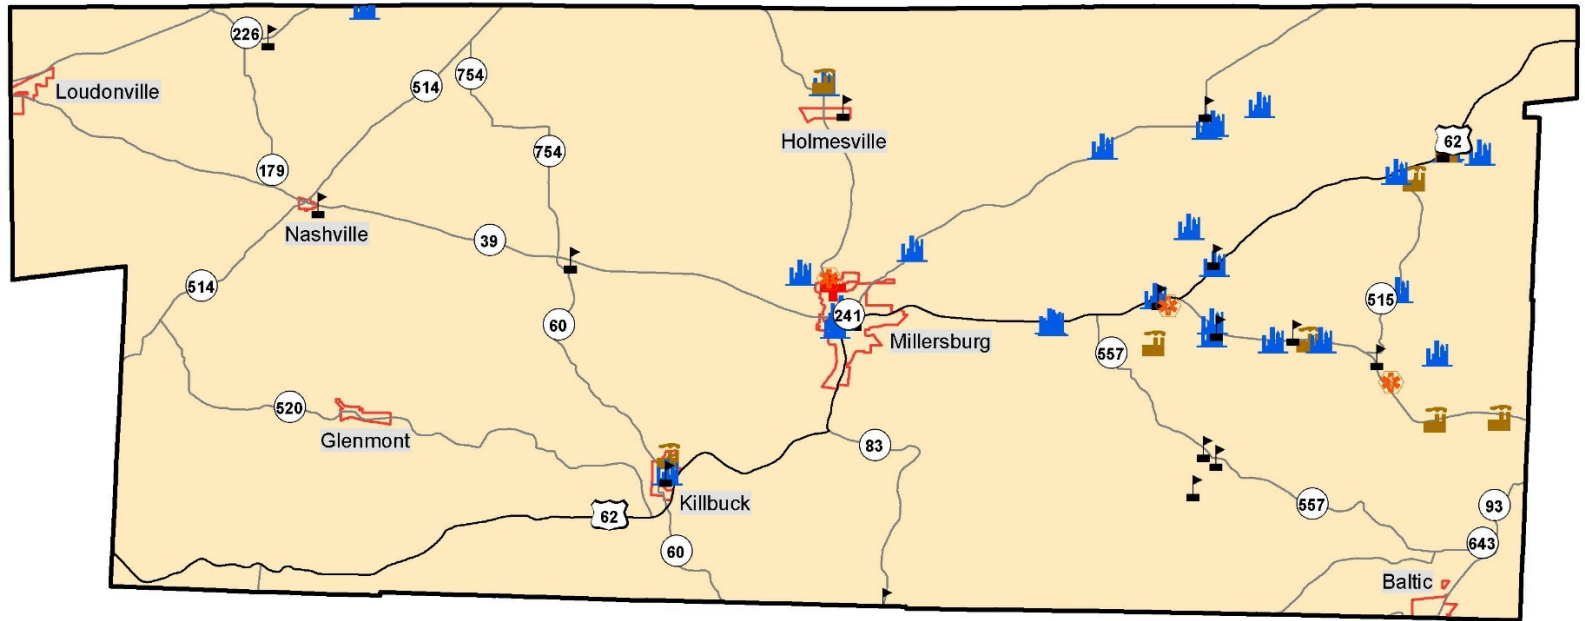 226
Loudonville
514
754
62
Holmesville
754
179
Nashville
39
514
515
241
60
Millersburg
557
520
Glenmont
83
Killbuck
62
557
93
60
643
Baltic